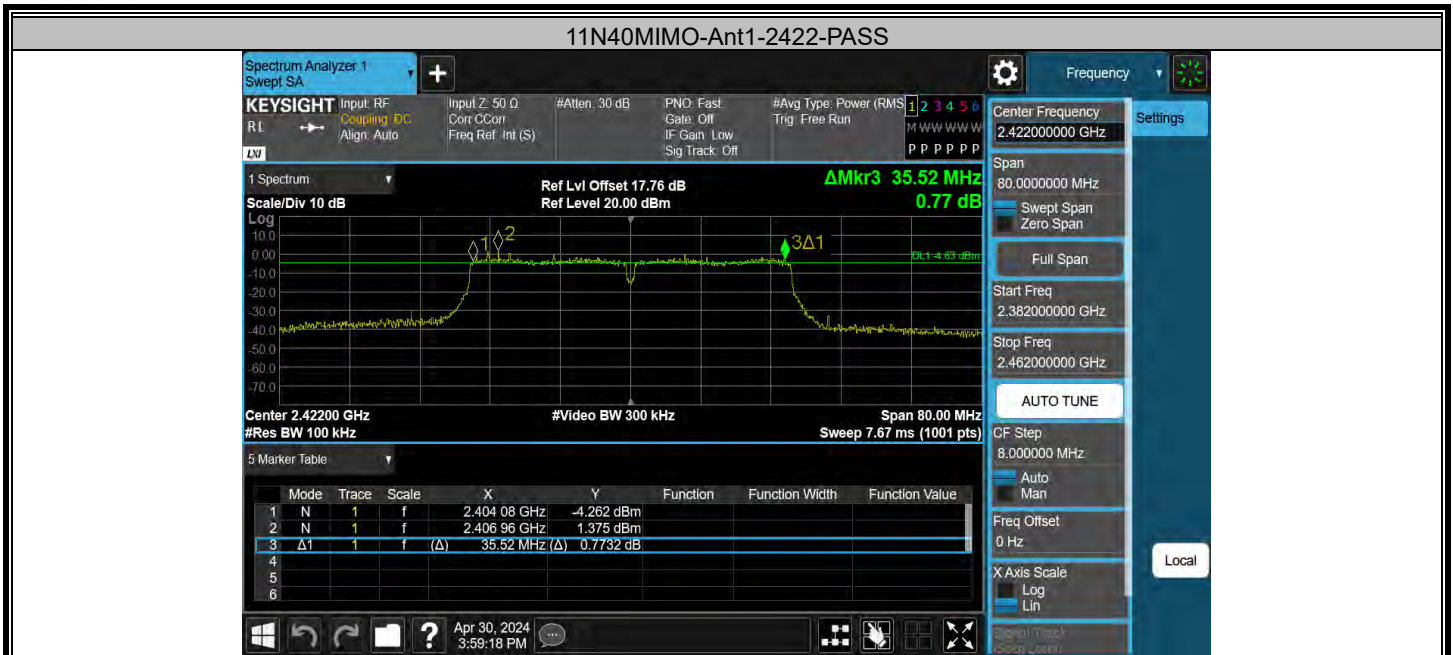 11N40MIMO-Ant1-2422-PASS
Spectrum Analyzer 1
Swept SA
+
Frequency
KEYSIGHT
RL
LXI
Input: RF
Coupling: DC
Align: Auto
Input Z: 50 Ω
Corr CCorr
Freq Ref: Int (S)
#Atten: 30 dB
PNO: Fast
Gate: Off
IF Gain: Low
Sig Track: Off
#Avg Type: Power (RMS
Trig: Free Run
1 2 3 4 5 6
M W W W W W
P P P P P P
1 Spectrum
Scale/Div 10 dB
Ref Lvl Offset 17.76 dB
Ref Level 20.00 dBm
ΔMkr3 35.52 MHz
0.77 dB
Log
10.0
0.00
-10.0
-20.0
-30.0
-40.0
-50.0
-60.0
-70.0
1
2
3Δ1
DL1 -4.63 dBm
Center 2.42200 GHz
#Res BW 100 kHz
#Video BW 300 kHz
Span 80.00 MHz
Sweep 7.67 ms (1001 pts)
5 Marker Table
Mode Trace Scale X Y Function Function Width Function Value
1 N 1 f 2.404 08 GHz -4.262 dBm
2 N 1 f 2.406 96 GHz 1.375 dBm
3 Δ1 1 f (Δ) 35.52 MHz (Δ) 0.7732 dB
4
5
6
Apr 30, 2024
3:59:18 PM
Center Frequency
2.422000000 GHz
Settings
Span
80.0000000 MHz
Swept Span
Zero Span
Full Span
Start Freq
2.382000000 GHz
Stop Freq
2.462000000 GHz
AUTO TUNE
CF Step
8.000000 MHz
Auto
Man
Freq Offset
0 Hz
X Axis Scale
Log
Lin
Local
Signal Track
(Span Zoom)